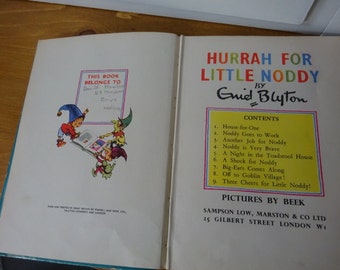 THIS BOOK
BELONGS TO
HURRAH FOR
LITTLE NODDY
BY
Enid Blyton
CONTENTS
1. House-for-One
2. Noddy Goes to Work
3. Another Job for Noddy
4. Noddy is Very Brave
5. A Night in the Toadstool House
6. A Shock for Noddy
7. Big-Ears Comes Along
8. Off to Goblin Village!
9. Three Cheers for Little Noddy!
PICTURES BY BEEK
SAMPSON LOW, MARSTON & CO LTD
25 GILBERT STREET LONDON W1